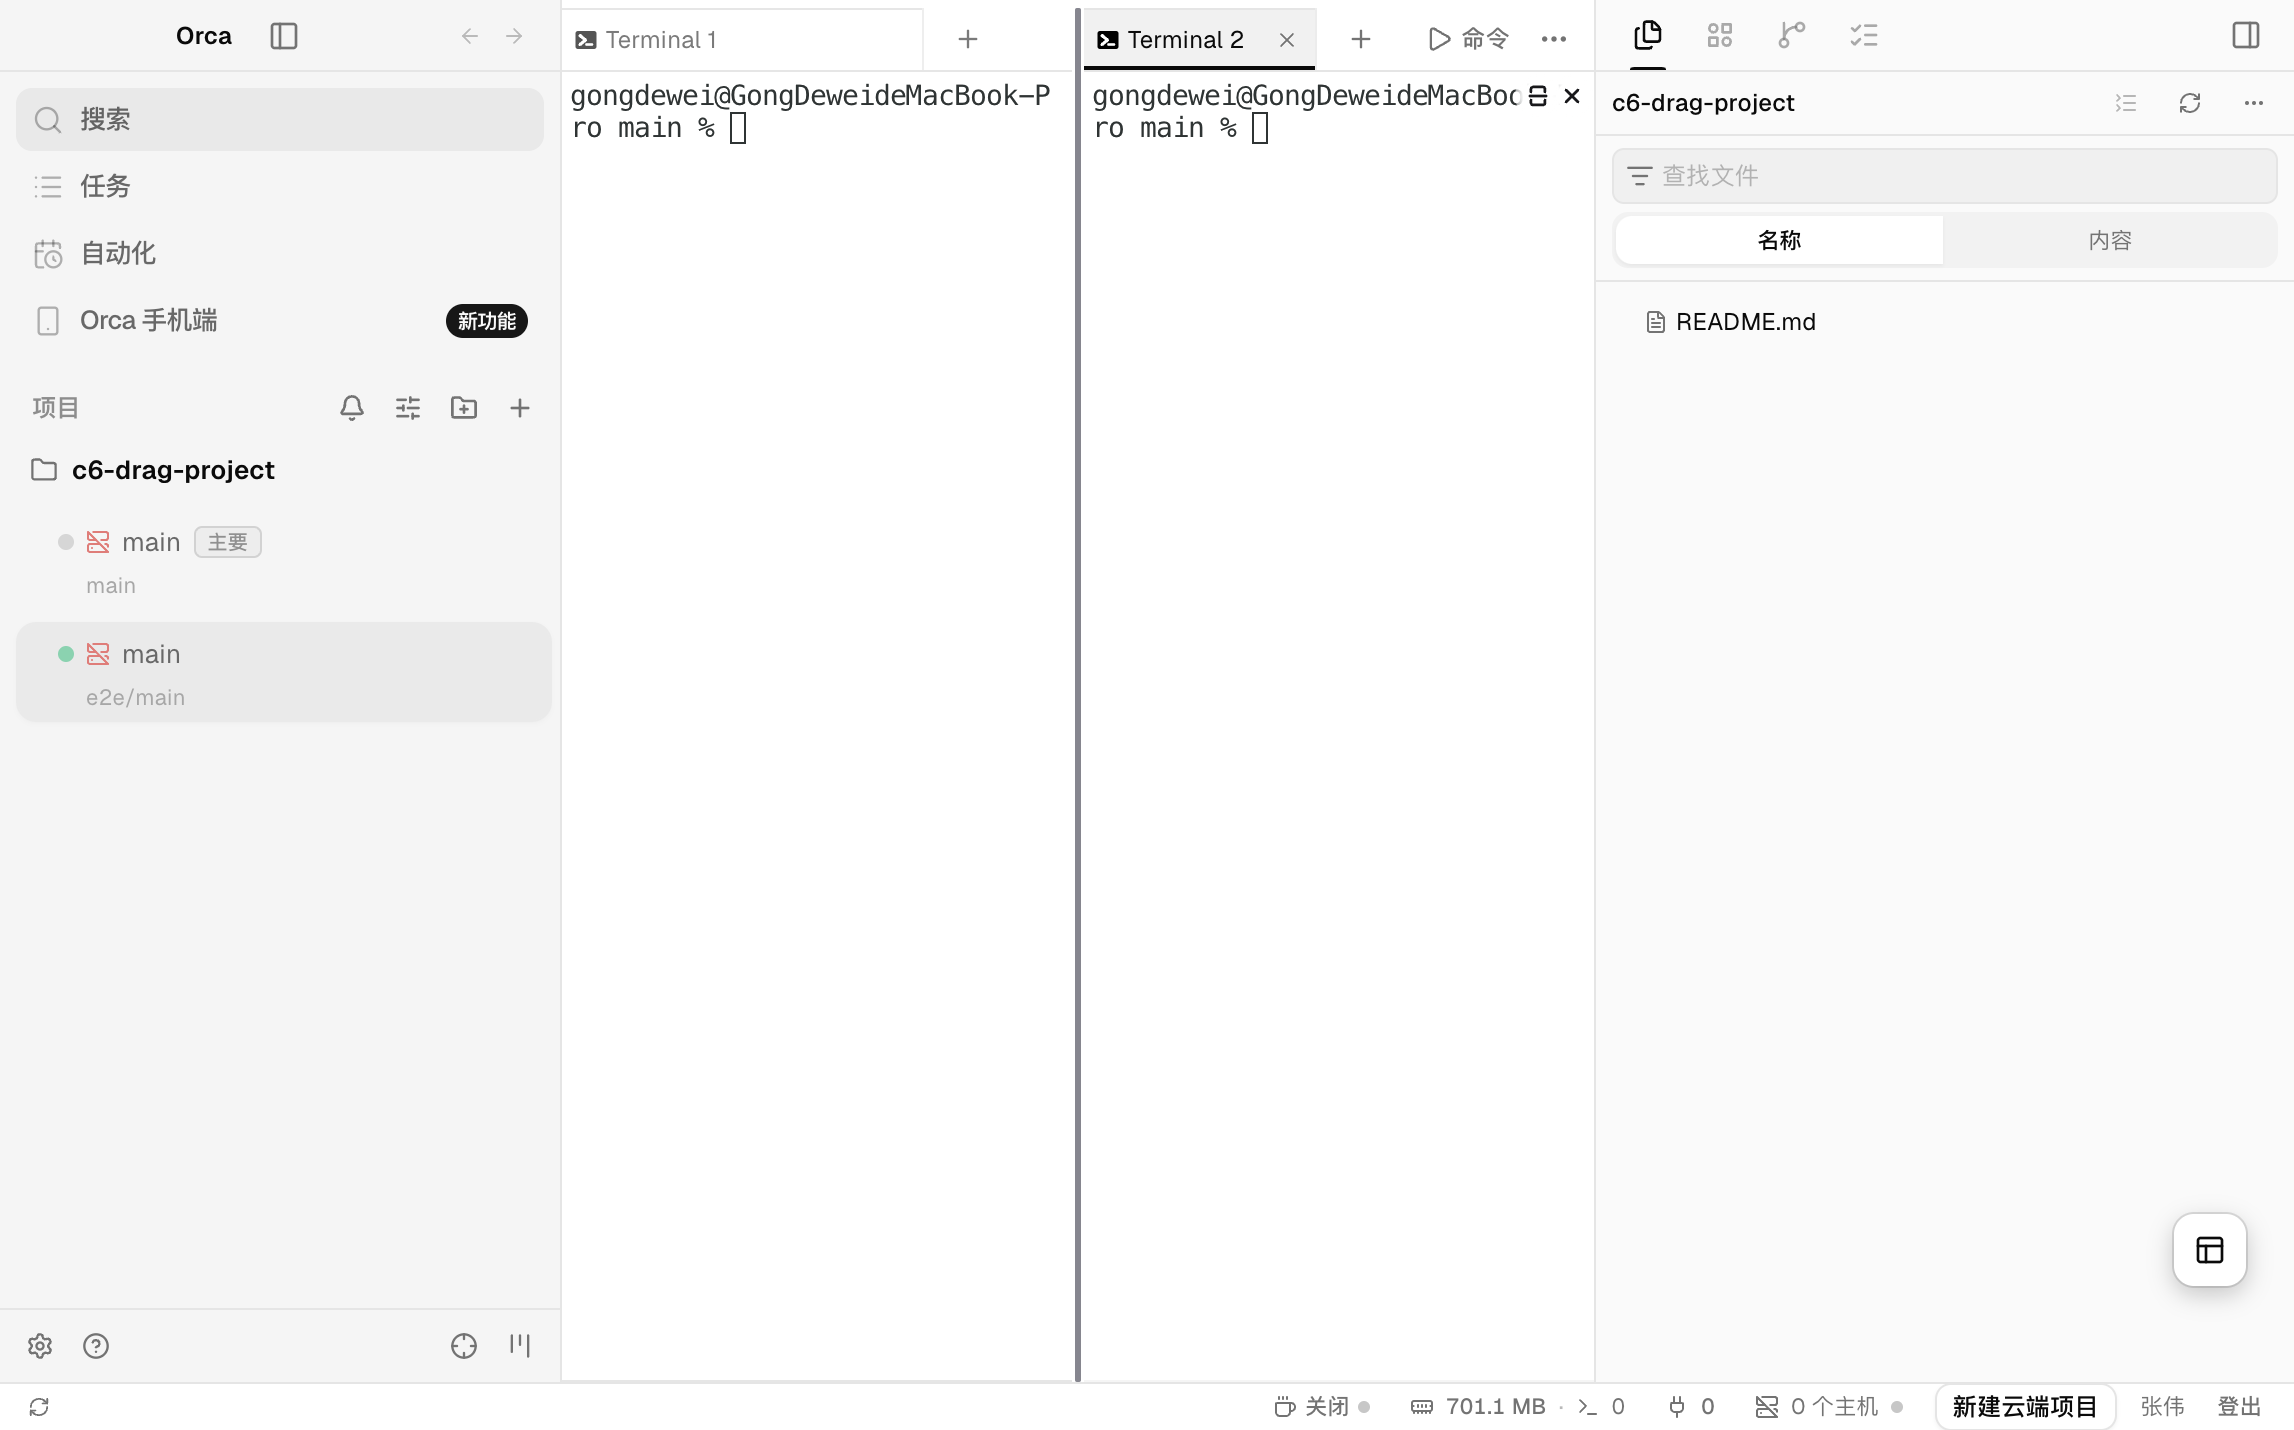 Orca
搜索
任务
自动化
Orca 手机端
新功能
项目
c6-drag-project
main 主要
main
main
e2e/main
Terminal 1
gongdewei@GongDeweideMacBook-P
ro main %
Terminal 2
命令
gongdewei@GongDeweideMacBoo
ro main %
c6-drag-project
查找文件
名称
内容
README.md
关闭
701.1 MB · 0
0
0 个主机
新建云端项目
张伟
登出